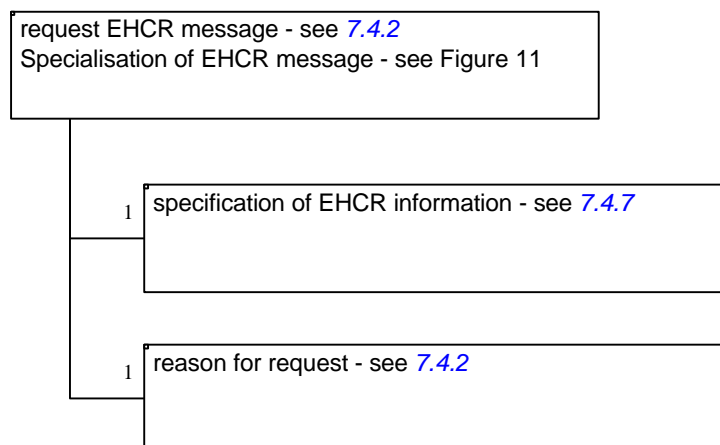 request EHCR message - see 7.4.2
Specialisation of EHCR message - see Figure 11
1
specification of EHCR information - see 7.4.7
1
reason for request - see 7.4.2